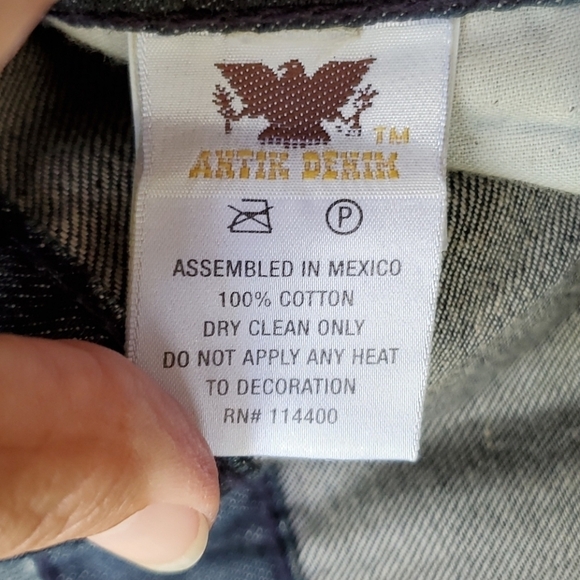 TM
ANTIK DENIM
P
ASSEMBLED IN MEXICO
100% COTTON
DRY CLEAN ONLY
DO NOT APPLY ANY HEAT
TO DECORATION
RN# 114400